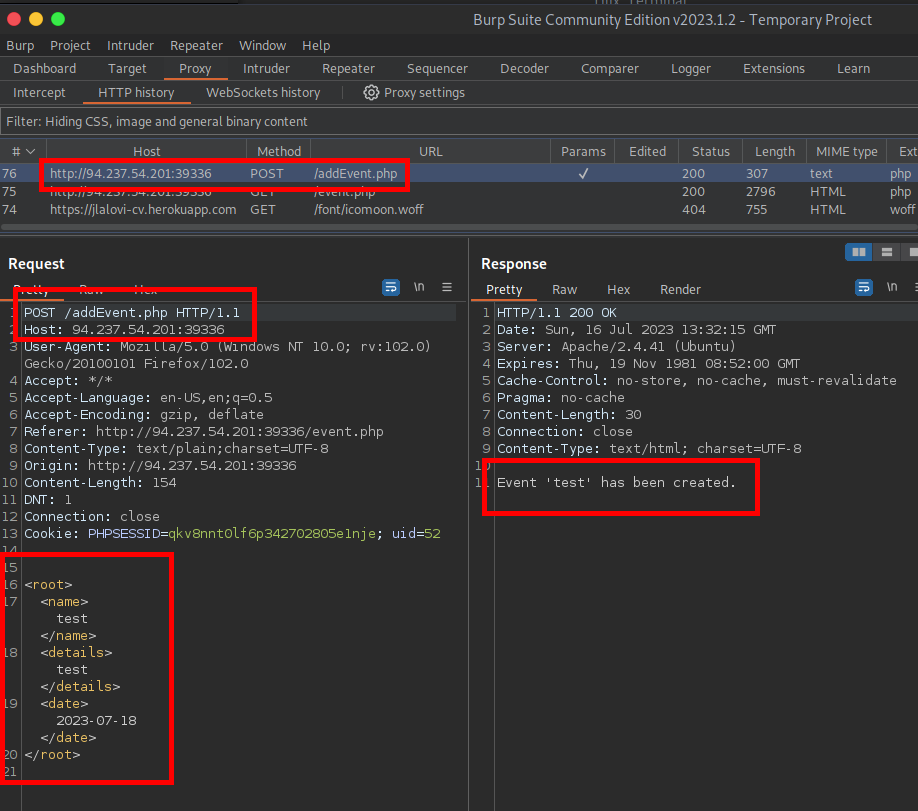 Burp Suite Community Edition v2023.1.2 - Temporary Project
Burp Project Intruder Repeater Window Help
Dashboard Target Proxy Intruder Repeater Sequencer Decoder Comparer Logger Extensions Learn
Intercept HTTP history WebSockets history Proxy settings
Filter: Hiding CSS, image and general binary content
# Host Method URL Params Edited Status Length MIME type Ext
76 http://94.237.54.201:39336 POST /addEvent.php ✓ 200 307 text php
75 http://94.237.54.201:39336 GET /event.php 200 2796 HTML php
74 https://jlalovi-cv.herokuapp.com GET /font/icomoon.woff 404 755 HTML woff
Request
Pretty Raw Hex \n
1 POST /addEvent.php HTTP/1.1
2 Host: 94.237.54.201:39336
3 User-Agent: Mozilla/5.0 (Windows NT 10.0; rv:102.0)
Gecko/20100101 Firefox/102.0
4 Accept: */*
5 Accept-Language: en-US,en;q=0.5
6 Accept-Encoding: gzip, deflate
7 Referer: http://94.237.54.201:39336/event.php
8 Content-Type: text/plain;charset=UTF-8
9 Origin: http://94.237.54.201:39336
10 Content-Length: 154
11 DNT: 1
12 Connection: close
13 Cookie: PHPSESSID=qkv8nnt0lf6p342702805e1nje; uid=52
14
15
16 <root>
17 <name>
test
</name>
18 <details>
test
</details>
19 <date>
2023-07-18
</date>
20 </root>
21
Response
Pretty Raw Hex Render \n
1 HTTP/1.1 200 OK
2 Date: Sun, 16 Jul 2023 13:32:15 GMT
3 Server: Apache/2.4.41 (Ubuntu)
4 Expires: Thu, 19 Nov 1981 08:52:00 GMT
5 Cache-Control: no-store, no-cache, must-revalidate
6 Pragma: no-cache
7 Content-Length: 30
8 Connection: close
9 Content-Type: text/html; charset=UTF-8
10
11 Event 'test' has been created.